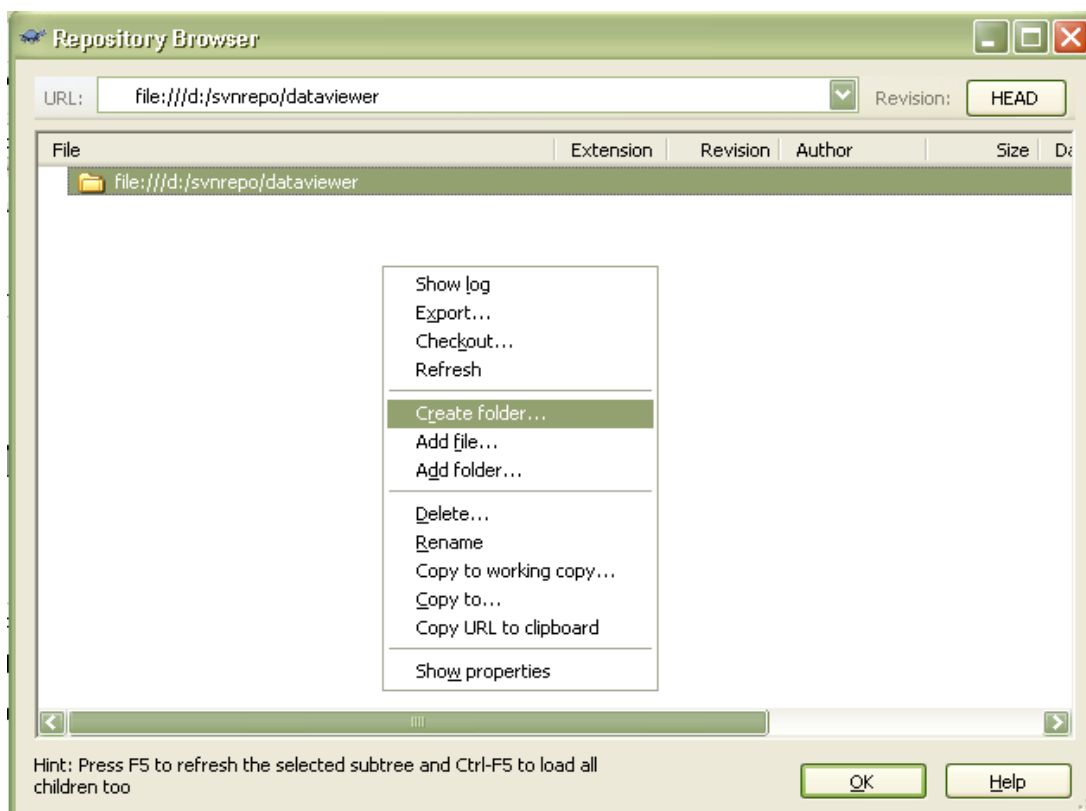 Repository Browser
URL: file:///d:/svnrepo/dataviewer Revision: HEAD
File Extension Revision Author Size Da
file:///d:/svnrepo/dataviewer
Show log
Export...
Checkout...
Refresh
Create folder...
Add file...
Add folder...
Delete...
Rename
Copy to working copy...
Copy to...
Copy URL to clipboard
Show properties
Hint: Press F5 to refresh the selected subtree and Ctrl-F5 to load all
children too
OK Help